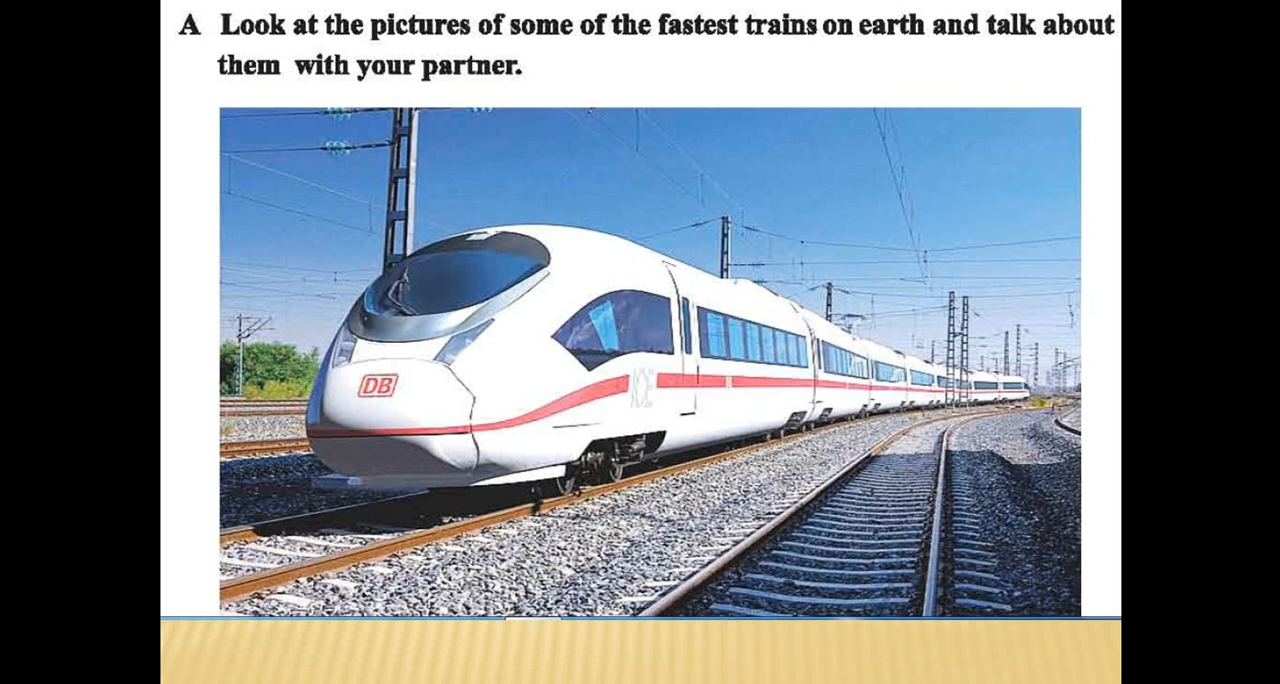 A Look at the pictures of some of the fastest trains on earth and talk about
them with your partner.
DB
ICE